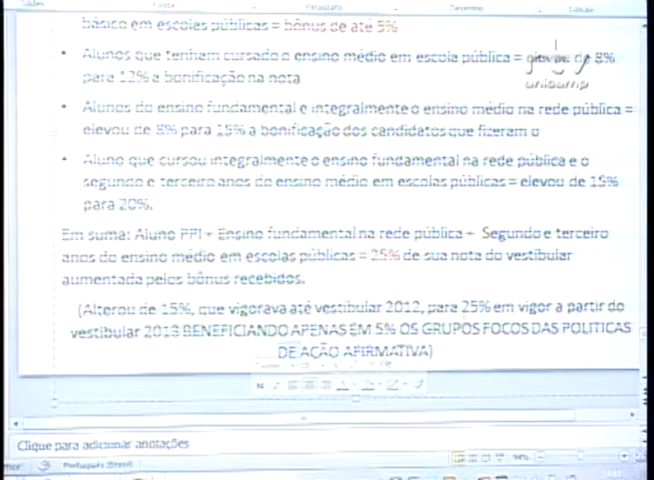 básico em escolas públicas = bônus de até 5%
• Alunos que tenham cursado o ensino médio em escola pública = elevou de 8%
para 12% a bonificação na nota
• Alunos do ensino fundamental e integralmente o ensino médio na rede pública =
elevou de 8% para 15% a bonificação dos candidatos que fizeram o
• Aluno que cursou integralmente o ensino fundamental na rede pública e o
segundo e terceiro anos do ensino médio em escolas públicas = elevou de 15%
para 20%.
Em suma: Aluno PPI + Ensino fundamental na rede pública + Segundo e terceiro
anos do ensino médio em escolas públicas = 25% de sua nota do vestibular
aumentada pelos bônus recebidos.
(Alterou de 15%, que vigorava até vestibular 2012, para 25% em vigor a partir do
vestibular 2013 BENEFICIANDO APENAS EM 5% OS GRUPOS FOCOS DAS POLITICAS
DE AÇÃO AFIRMATIVA)
rtv
unicamp
Clique para adicionar anotações
Português (Brasil)